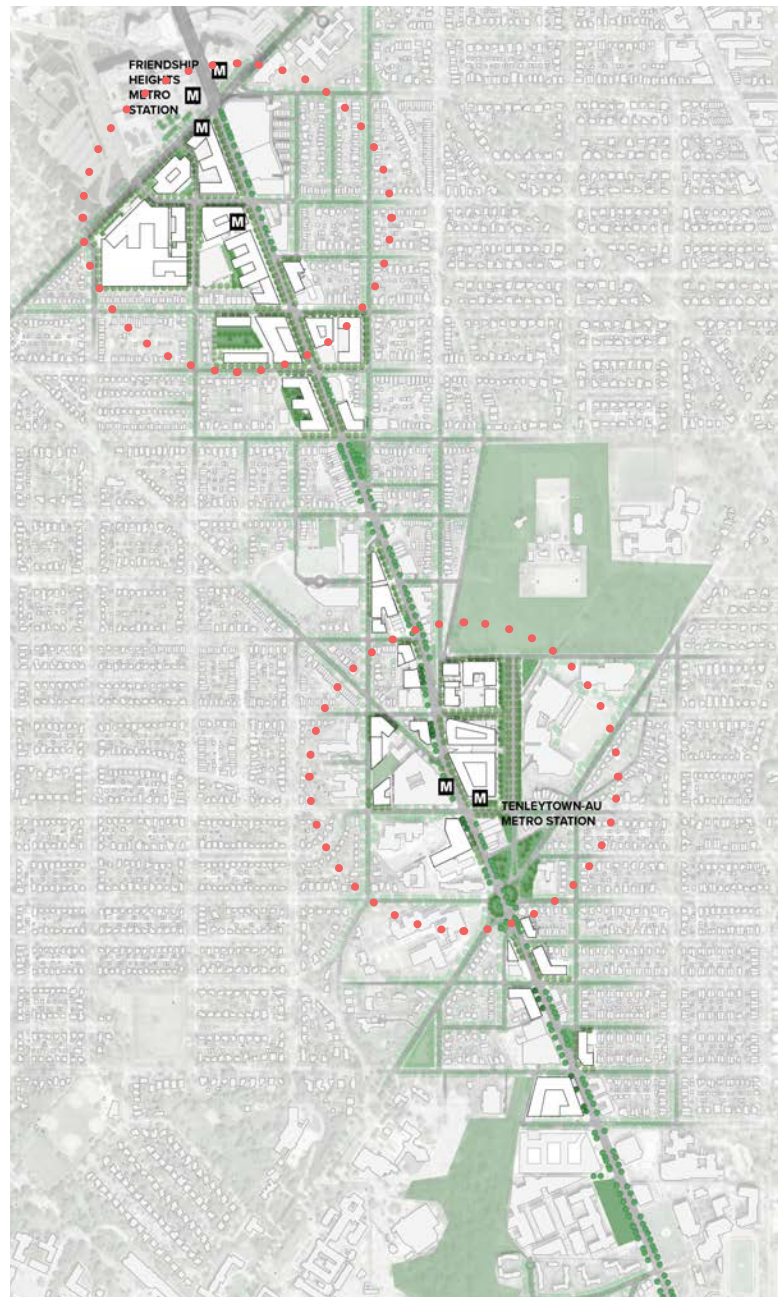 FRIENDSHIP
HEIGHTS
METRO
STATION
M
M
M
M
M
M
TENLEYTOWN-AU
METRO STATION